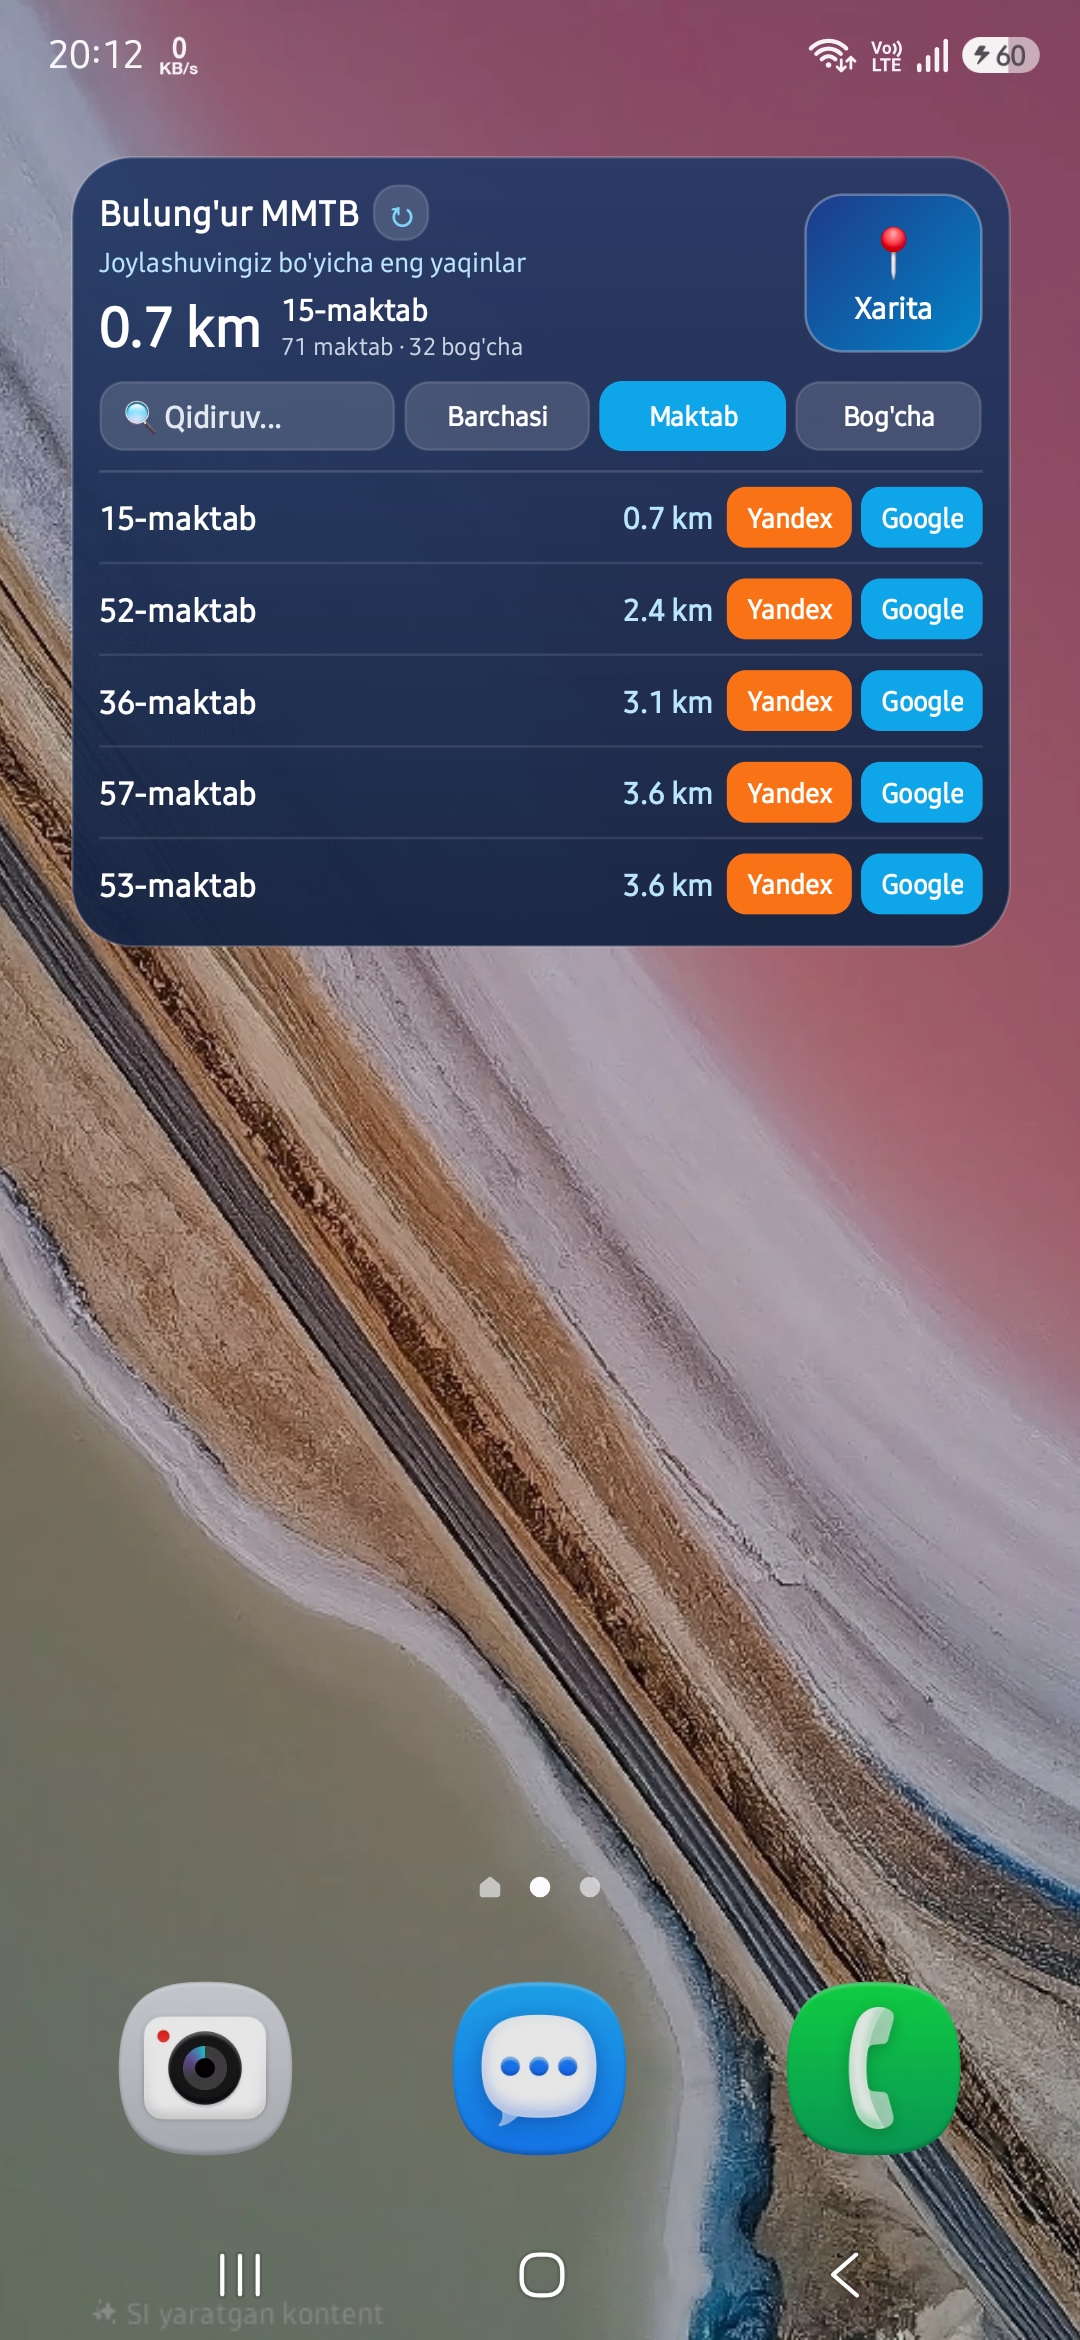 20:12 0 KB/s Vo)) LTE 60
Bulung'ur MMTB
Joylashuvingiz bo'yicha eng yaqinlar
0.7 km 15-maktab
71 maktab · 32 bog'cha
Xarita
Qidiruv... Barchasi Maktab Bog'cha
15-maktab 0.7 km Yandex Google
52-maktab 2.4 km Yandex Google
36-maktab 3.1 km Yandex Google
57-maktab 3.6 km Yandex Google
53-maktab 3.6 km Yandex Google
SI yaratgan kontent